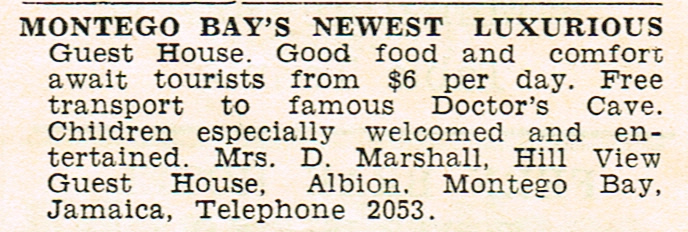 MONTEGO BAY'S NEWEST LUXURIOUS
Guest House. Good food and comfort
await tourists from $6 per day. Free
transport to famous Doctor's Cave.
Children especially welcomed and en-
tertained. Mrs. D. Marshall, Hill View
Guest House, Albion. Montego Bay,
Jamaica, Telephone 2053.